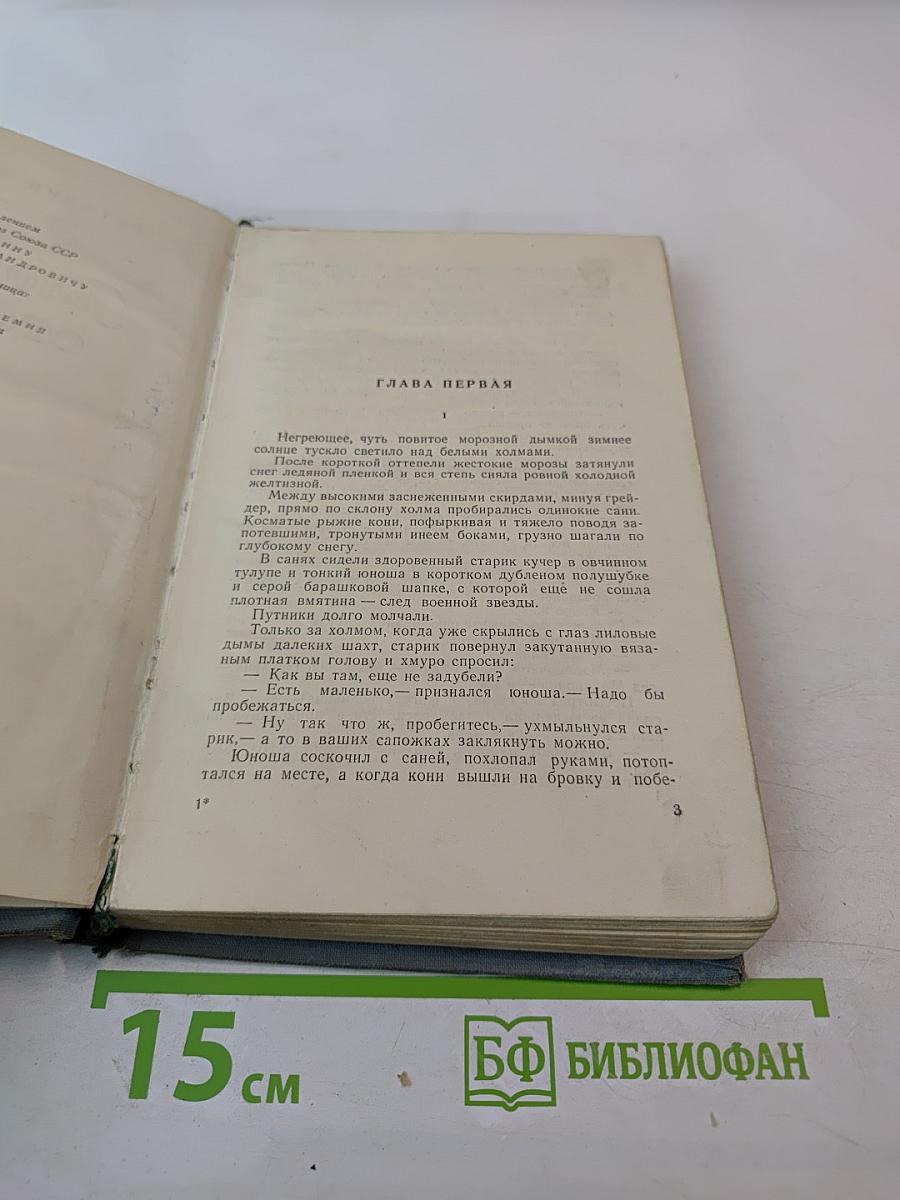 Союза ССР
ГЛАВА ПЕРВАЯ
1
Негреющее, чуть повитое морозной дымкой зимнее
солнце тускло светило над белыми холмами.
После короткой оттепели жестокие морозы затянули
снег ледяной пленкой и вся степь сияла ровной холодной
желтизной.
Между высокими заснеженными скирдами, минуя грей-
дер, прямо по склону холма пробирались одинокие сани.
Косматые рыжие кони, пофыркивая и тяжело поводя за-
потевшими, тронутыми инеем боками, грузно шагали по
глубокому снегу.
В санях сидели здоровенный старик кучер в овчинном
тулупе и тонкий юноша в коротком дубленом полушубке
и серой барашковой шапке, с которой ещё не сошла
плотная вмятина — след военной звезды.
Путники долго молчали.
Только за холмом, когда уже скрылись с глаз лиловые
дымы далеких шахт, старик повернул закутанную вяза-
ным платком голову и хмуро спросил:
— Как вы там, еще не задубели?
— Есть маленько,— признался юноша.— Надо бы
пробежаться.
— Ну так что ж, пробегитесь,— ухмыльнулся ста-
рик,— а то в ваших сапожках заклякнуть можно.
Юноша соскочил с саней, похлопал руками, потоп-
тался на месте, а когда кони вышли на бровку и побе-
1*
3
15 см
БФ БИБЛИОФАН